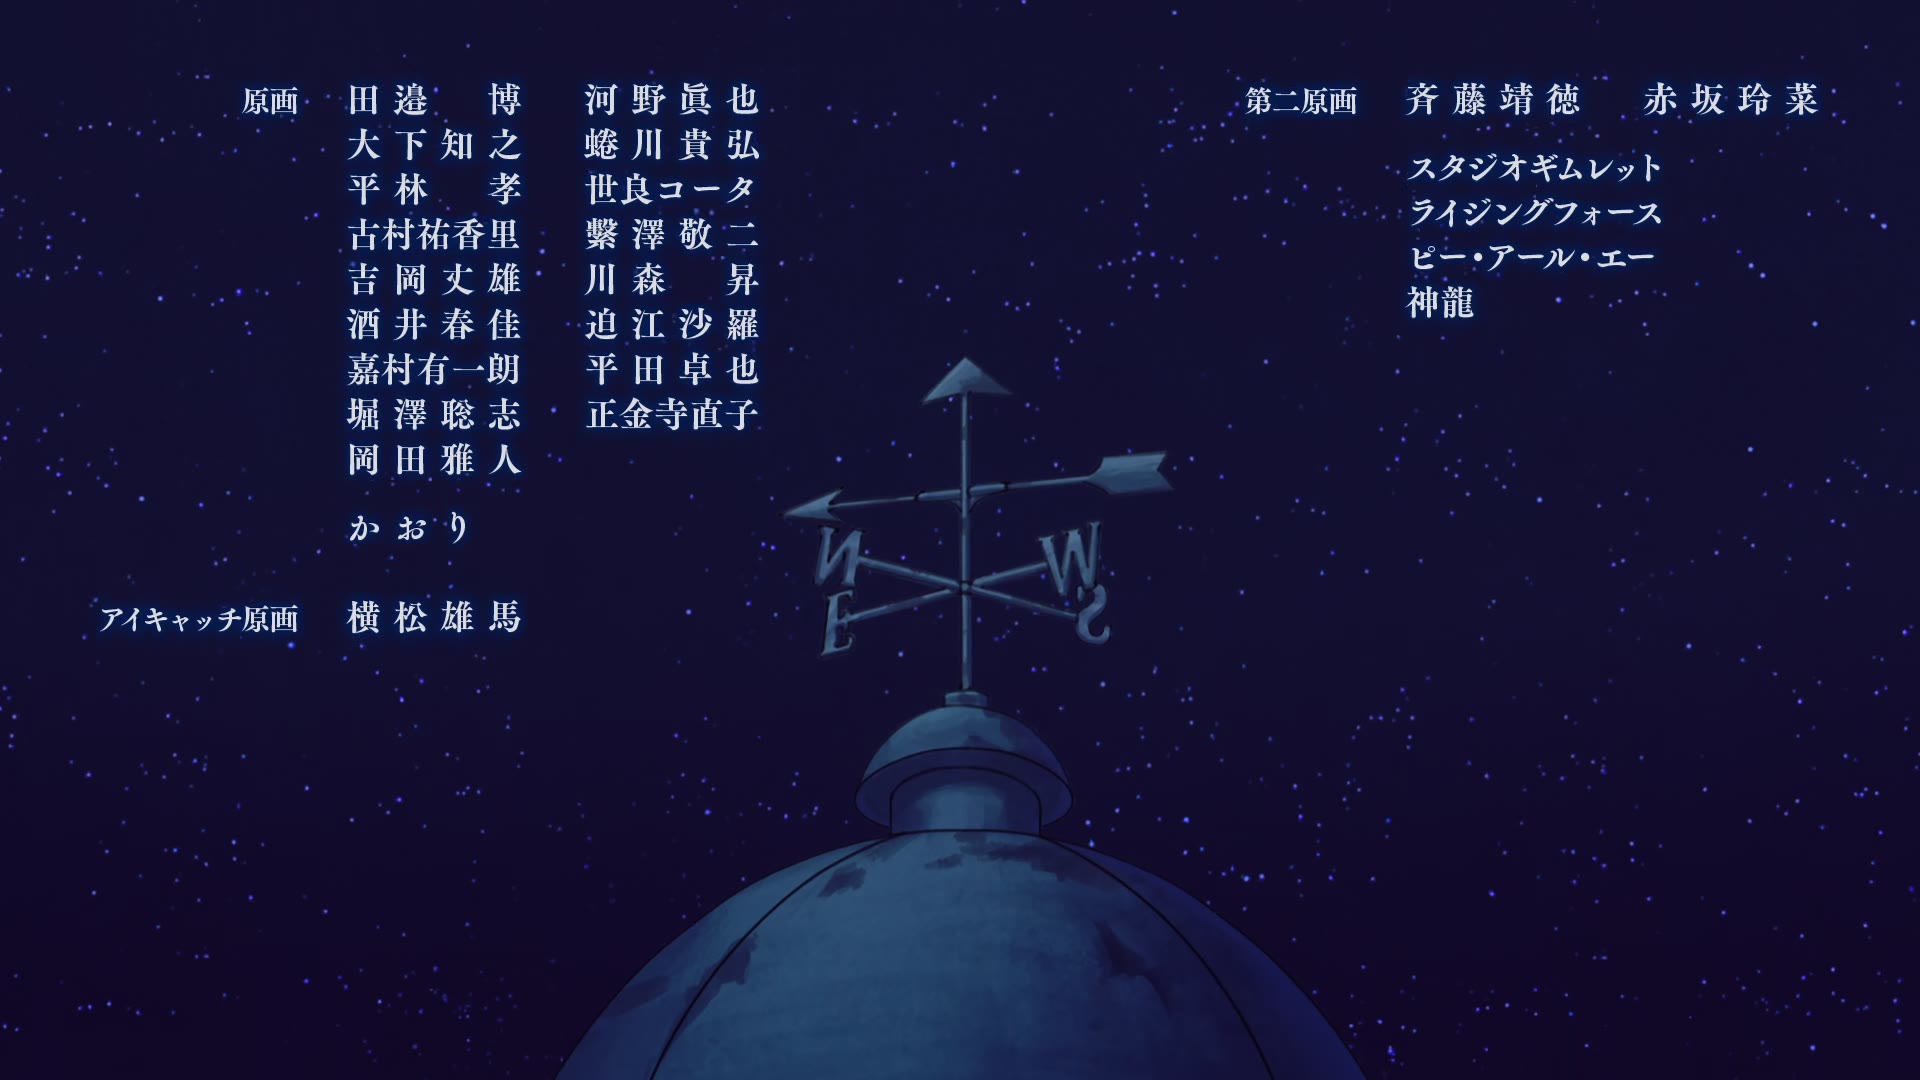 原画 田邉 博 河野眞也
大下知之 蜷川貴弘
平林 孝 世良コータ
古村祐香里 繫澤敬二
吉岡丈雄 川森 昇
酒井春佳 迫江沙羅
嘉村有一朗 平田卓也
堀澤聡志 正金寺直子
岡田雅人
かおり
アイキャッチ原画 横松雄馬
第二原画 斉藤靖徳 赤坂玲菜
スタジオギムレット
ライジングフォース
ピー・アール・エー
神龍
N
W
E
S